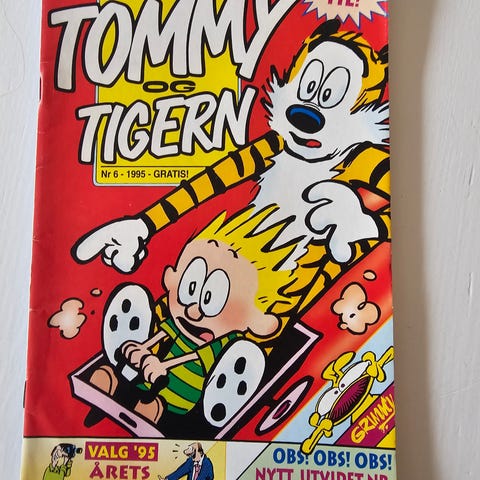 TOMMY
OG
TIGERN
Nr 6 - 1995 - GRATIS!
GRIMMY
VALG '95
ÅRETS
OBS! OBS! OBS!
NYTT, UTVIDET NR.